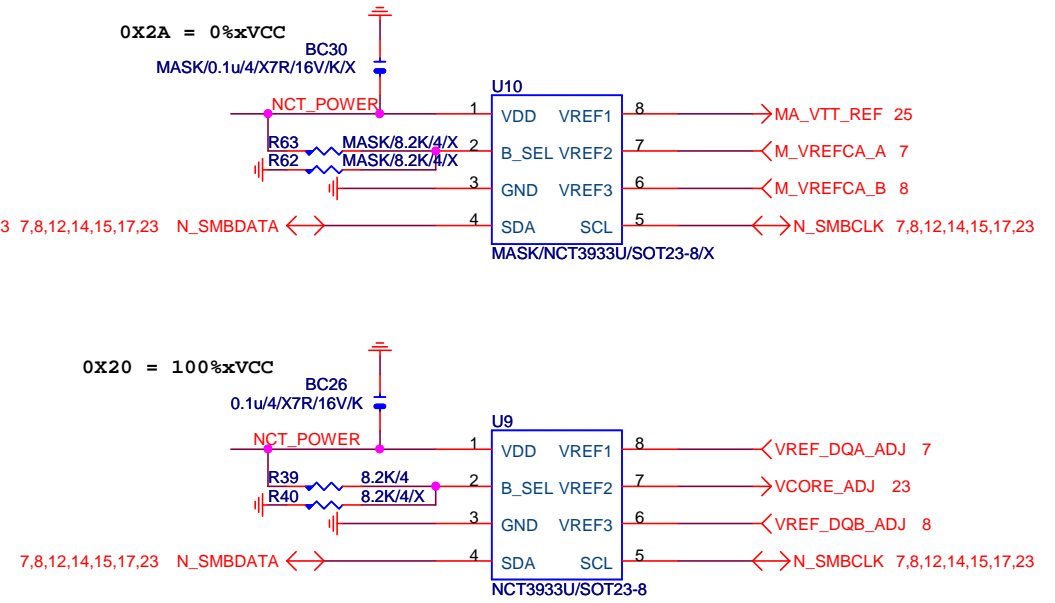 0X2A = 0%xVCC
BC30
MASK/0.1u/4/X7R/16V/K/X
U10
NCT_POWER
1 VDD VREF1 8 MA_VTT_REF 25
R63 MASK/8.2K/4/X
2 B_SEL VREF2 7 M_VREFCA_A 7
R62 MASK/8.2K/4/X
3 GND VREF3 6 M_VREFCA_B 8
3 7,8,12,14,15,17,23 N_SMBDATA 4 SDA SCL 5 N_SMBCLK 7,8,12,14,15,17,23
MASK/NCT3933U/SOT23-8/X
0X20 = 100%xVCC
BC26
0.1u/4/X7R/16V/K
U9
NCT_POWER
1 VDD VREF1 8 VREF_DQA_ADJ 7
R39 8.2K/4
2 B_SEL VREF2 7 VCORE_ADJ 23
R40 8.2K/4/X
3 GND VREF3 6 VREF_DQB_ADJ 8
7,8,12,14,15,17,23 N_SMBDATA 4 SDA SCL 5 N_SMBCLK 7,8,12,14,15,17,23
NCT3933U/SOT23-8